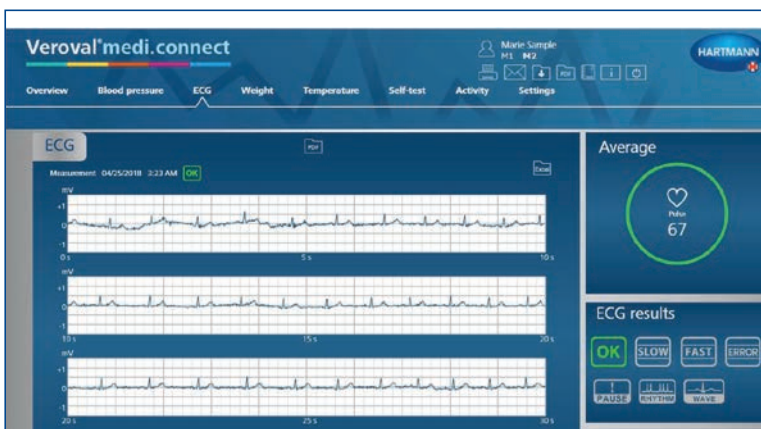 Veroval®medi.connect
Marie Sample
M1 M2
HARTMANN
PDF
Overview Blood pressure ECG Weight Temperature Self-test Activity Settings
ECG
PDF
Measurement 04/25/2018 3:23 AM OK
Excel
mV
+1
0
-1
0 s 5 s 10 s
mV
+1
0
-1
10 s 15 s 20 s
mV
+1
0
-1
20 s 25 s 30 s
Average
Pulse
67
ECG results
OK SLOW FAST ERROR
PAUSE RHYTHM WAVE